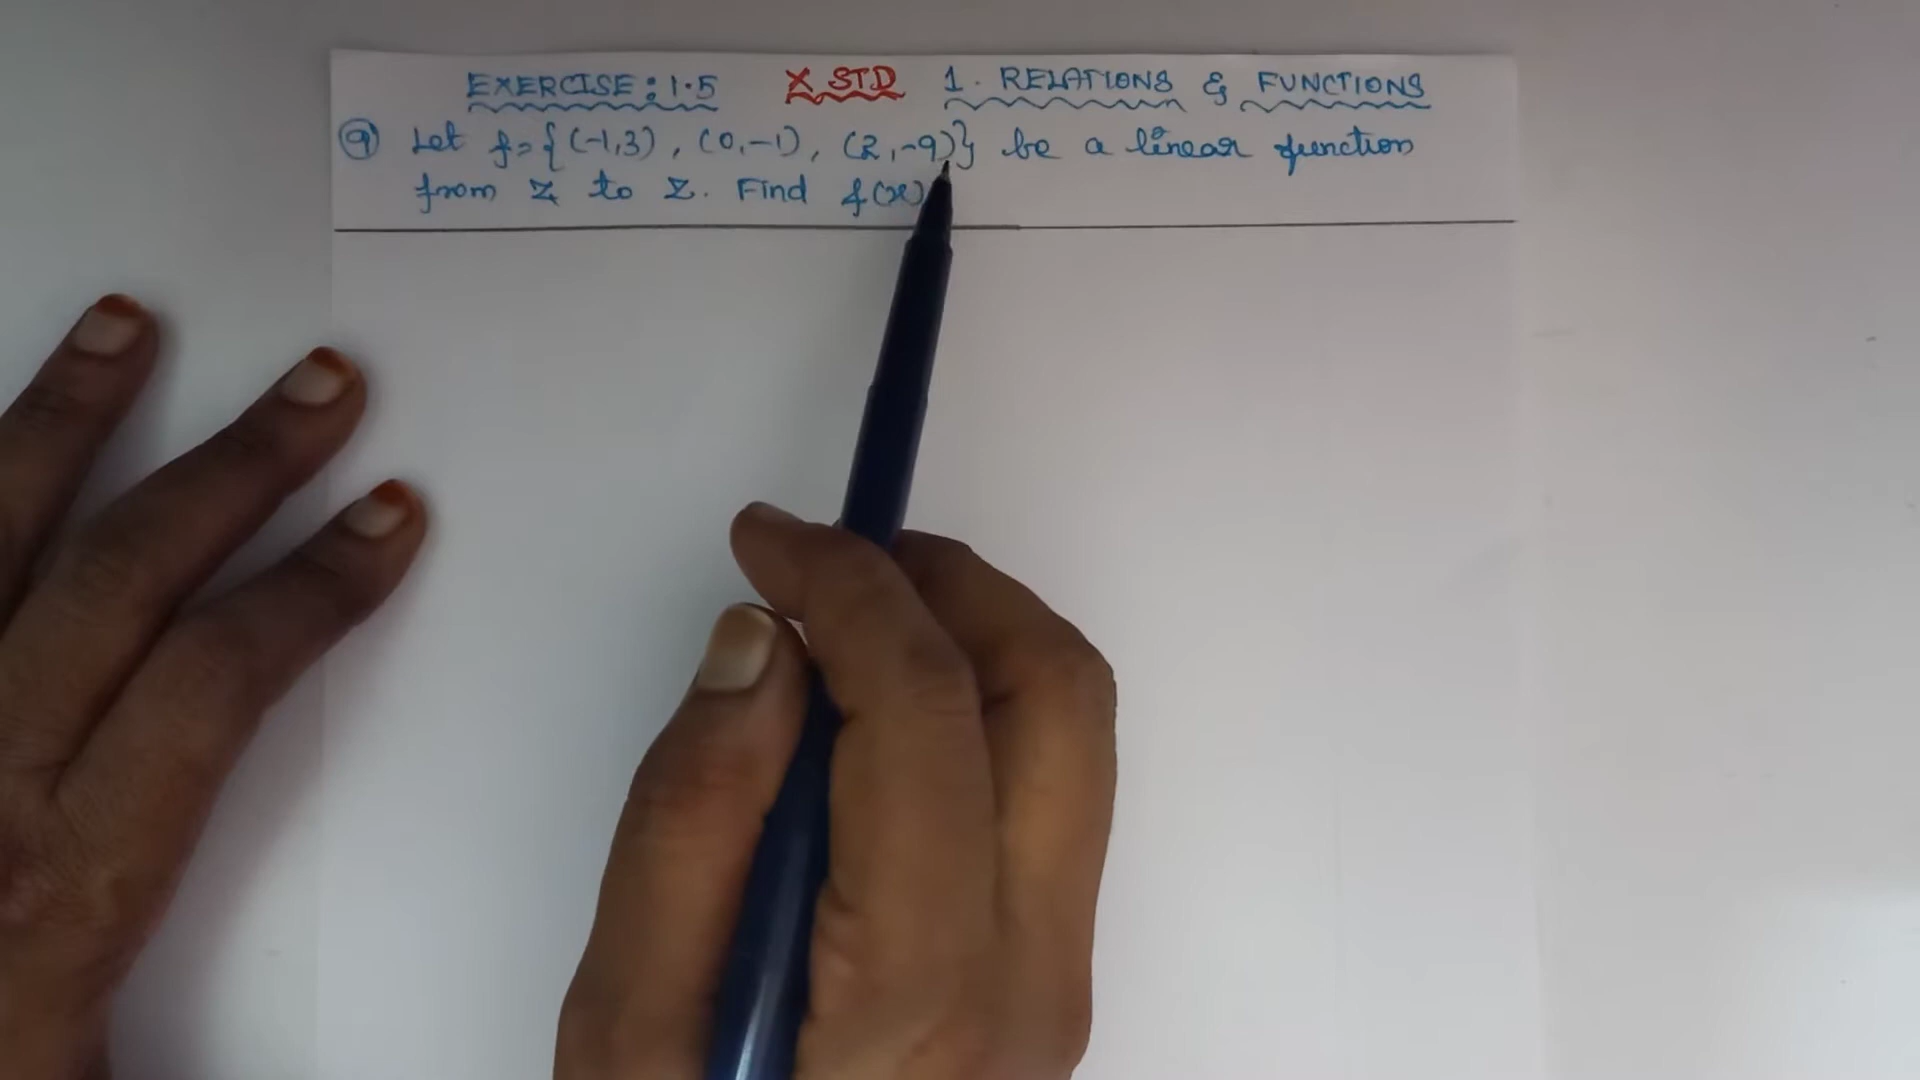 EXERCISE: 1.5 X STD 1. RELATIONS & FUNCTIONS
9 Let f={(-1,3), (0,-1), (2,-9)} be a linear function
from Z to Z. Find f(x)